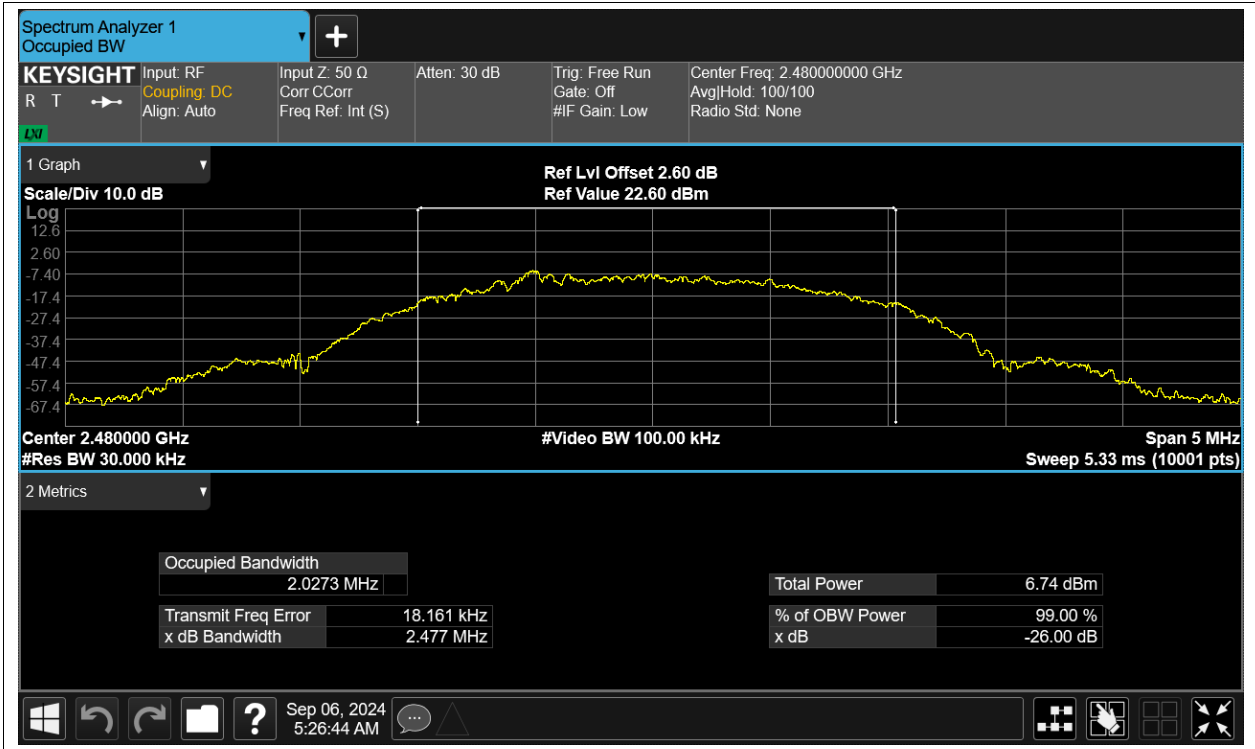 Spectrum Analyzer 1
Occupied BW
KEYSIGHT
R T
LXI
Input: RF
Coupling: DC
Align: Auto
Input Z: 50 Ω
Corr CCorr
Freq Ref: Int (S)
Atten: 30 dB
Trig: Free Run
Gate: Off
#IF Gain: Low
Center Freq: 2.480000000 GHz
Avg|Hold: 100/100
Radio Std: None
1 Graph
Scale/Div 10.0 dB
Ref Lvl Offset 2.60 dB
Ref Value 22.60 dBm
Log
12.6
2.60
-7.40
-17.4
-27.4
-37.4
-47.4
-57.4
-67.4
Center 2.480000 GHz
#Res BW 30.000 kHz
#Video BW 100.00 kHz
Span 5 MHz
Sweep 5.33 ms (10001 pts)
2 Metrics
Occupied Bandwidth
2.0273 MHz
Transmit Freq Error 18.161 kHz
x dB Bandwidth 2.477 MHz
Total Power 6.74 dBm
% of OBW Power 99.00 %
x dB -26.00 dB
?
Sep 06, 2024
5:26:44 AM